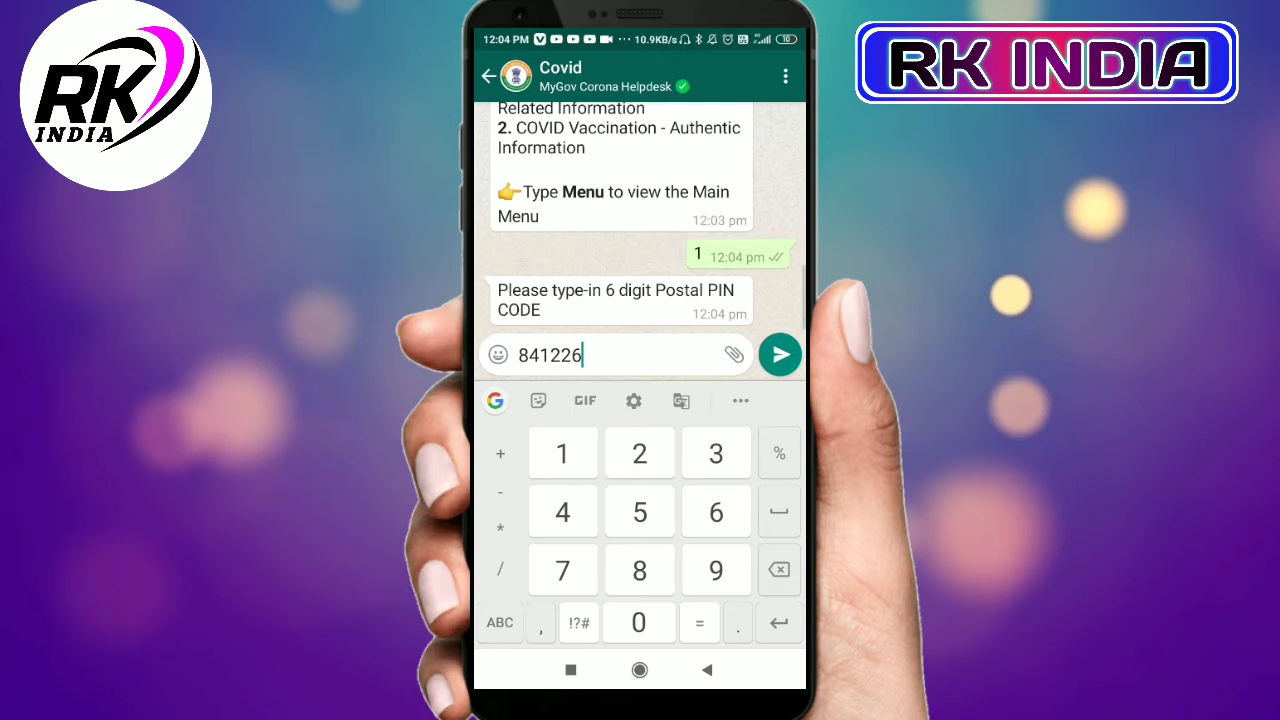 RK
INDIA
RK INDIA
12:04 PM ··· 10.9KB/s 10
Covid
MyGov Corona Helpdesk
Related Information
2. COVID Vaccination - Authentic
Information
👉Type Menu to view the Main
Menu
12:03 pm
1 12:04 pm
Please type-in 6 digit Postal PIN
CODE
12:04 pm
841226
G GIF ···
+ 1 2 3 %
-
4 5 6
*
/ 7 8 9
ABC , !?# 0 = .